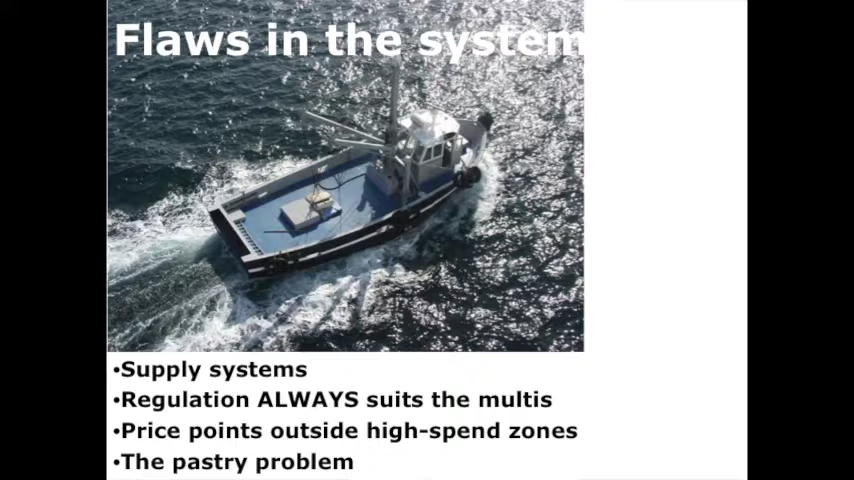 Flaws in the system
•Supply systems
•Regulation ALWAYS suits the multis
•Price points outside high-spend zones
•The pastry problem